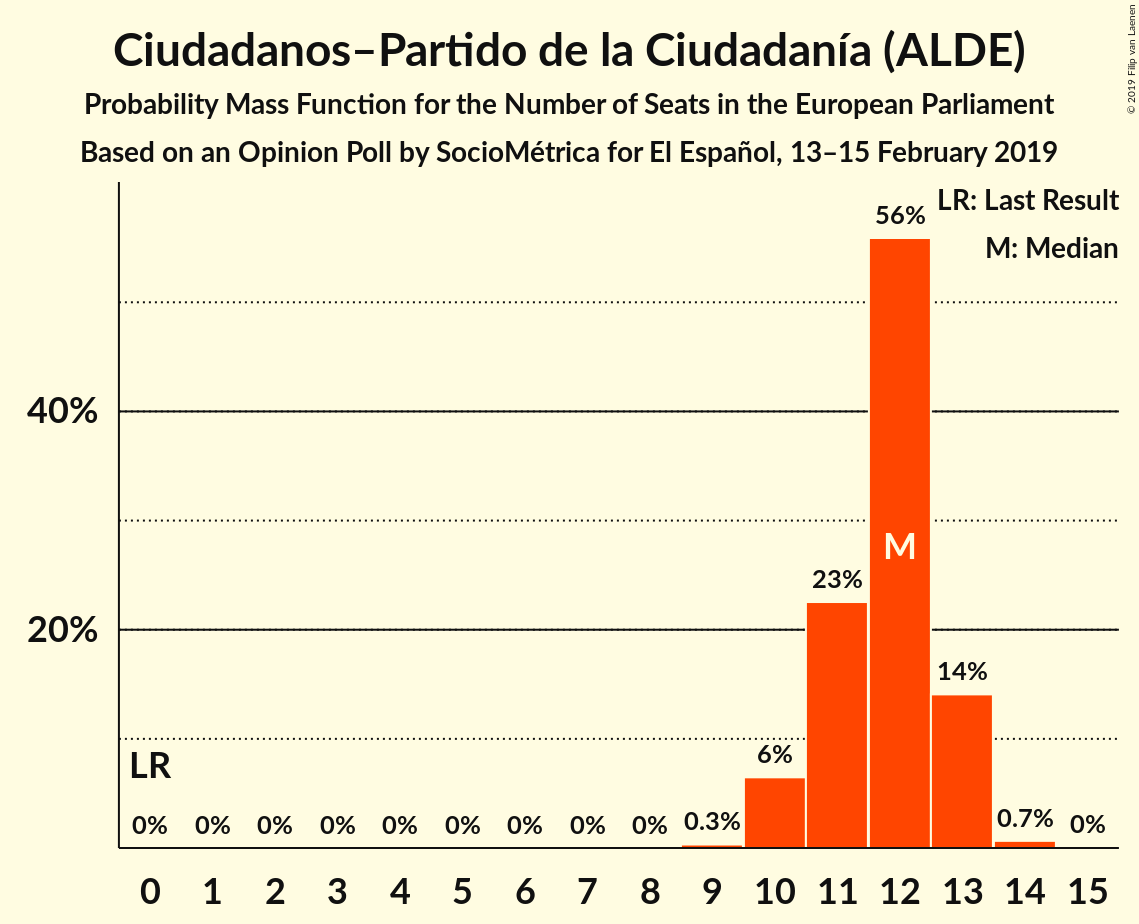 Ciudadanos–Partido de la Ciudadanía (ALDE)
Probability Mass Function for the Number of Seats in the European Parliament
Based on an Opinion Poll by SocioMétrica for El Español, 13–15 February 2019
© 2019 Filip van Laenen
LR: Last Result
M: Median
56%
40%
M
23%
20%
14%
LR
6%
0% 0% 0% 0% 0% 0% 0% 0% 0% 0.3% 0.7% 0%
0 1 2 3 4 5 6 7 8 9 10 11 12 13 14 15